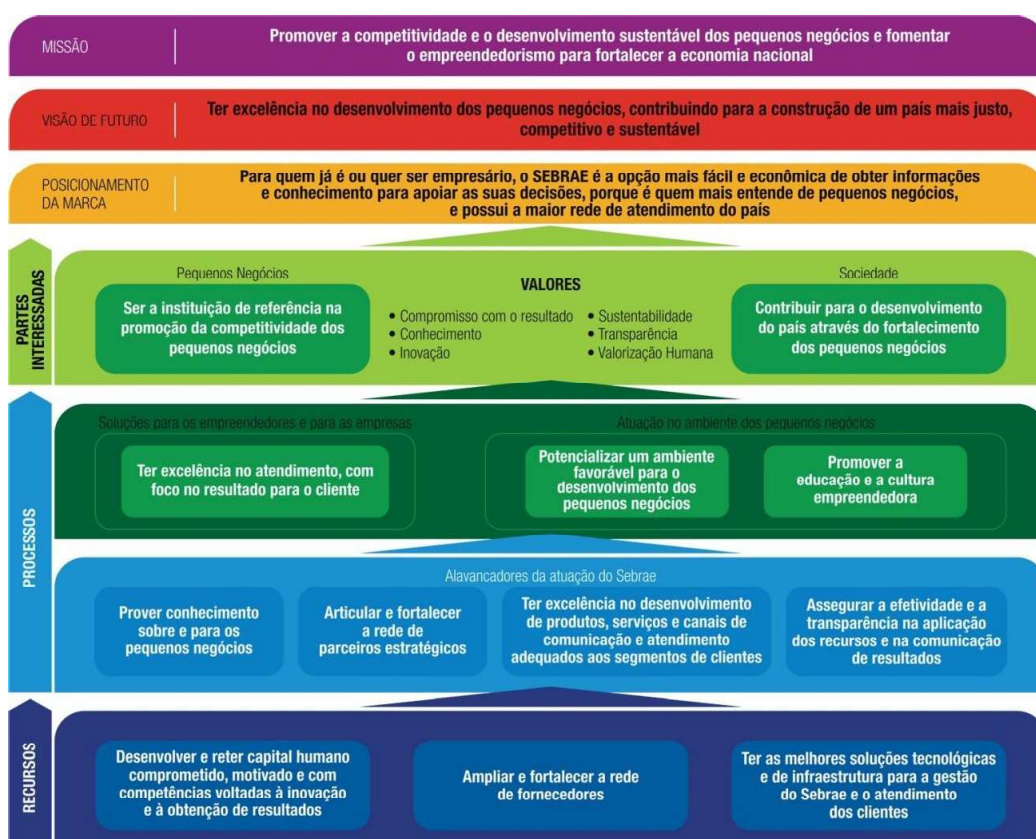 MISSÃO
Promover a competitividade e o desenvolvimento sustentável dos pequenos negócios e fomentar
o empreendedorismo para fortalecer a economia nacional
VISÃO DE FUTURO
Ter excelência no desenvolvimento dos pequenos negócios, contribuindo para a construção de um país mais justo,
competitivo e sustentável
POSICIONAMENTO
DA MARCA
Para quem já é ou quer ser empresário, o SEBRAE é a opção mais fácil e econômica de obter informações
e conhecimento para apoiar as suas decisões, porque é quem mais entende de pequenos negócios,
e possui a maior rede de atendimento do país
PARTES
INTERESSADAS
Pequenos Negócios
Ser a instituição de referência na
promoção da competitividade dos
pequenos negócios
VALORES
• Compromisso com o resultado
• Conhecimento
• Inovação
• Sustentabilidade
• Transparência
• Valorização Humana
Sociedade
Contribuir para o desenvolvimento
do país através do fortalecimento
dos pequenos negócios
PROCESSOS
Soluções para os empreendedores e para as empresas
Ter excelência no atendimento, com
foco no resultado para o cliente
Atuação no ambiente dos pequenos negócios
Potencializar um ambiente
favorável para o
desenvolvimento dos
pequenos negócios
Promover a
educação e a cultura
empreendedora
Alavancadores da atuação do Sebrae
Prover conhecimento
sobre e para os
pequenos negócios
Articular e fortalecer
a rede de
parceiros estratégicos
Ter excelência no desenvolvimento
de produtos, serviços e canais de
comunicação e atendimento
adequados aos segmentos de clientes
Assegurar a efetividade e a
transparência na aplicação
dos recursos e na comunicação
de resultados
RECURSOS
Desenvolver e reter capital humano
comprometido, motivado e com
competências voltadas à inovação
e à obtenção de resultados
Ampliar e fortalecer a rede
de fornecedores
Ter as melhores soluções tecnológicas
e de infraestrutura para a gestão
do Sebrae e o atendimento
dos clientes